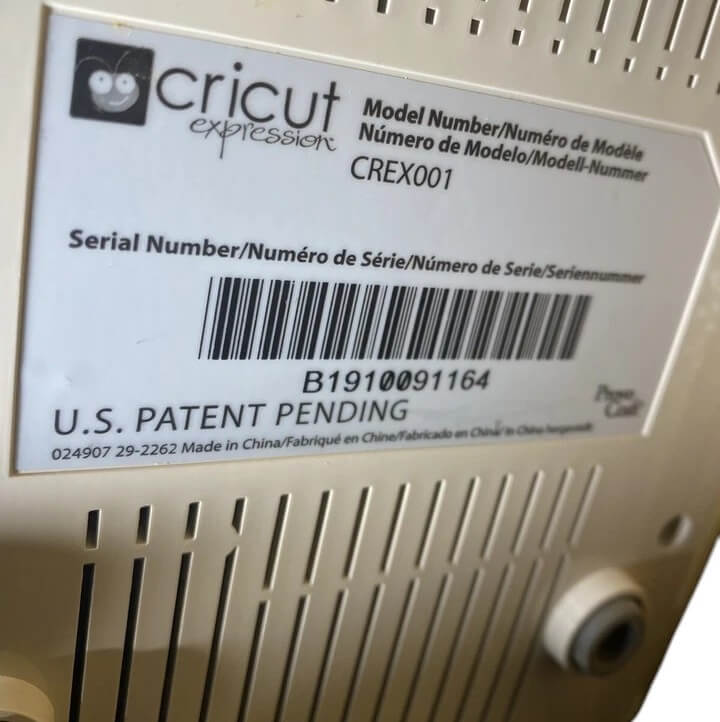 cricut
expression
Model Number/Numéro de Modèle
Número de Modelo/Modell-Nummer
CREX001
Serial Number/Numéro de Série/Número de Serie/Seriennummer
B1910091164
Provo
Craft
U.S. PATENT PENDING
024907 29-2262 Made in China/Fabriqué en Chine/Fabricado en China/ In China hergestellt